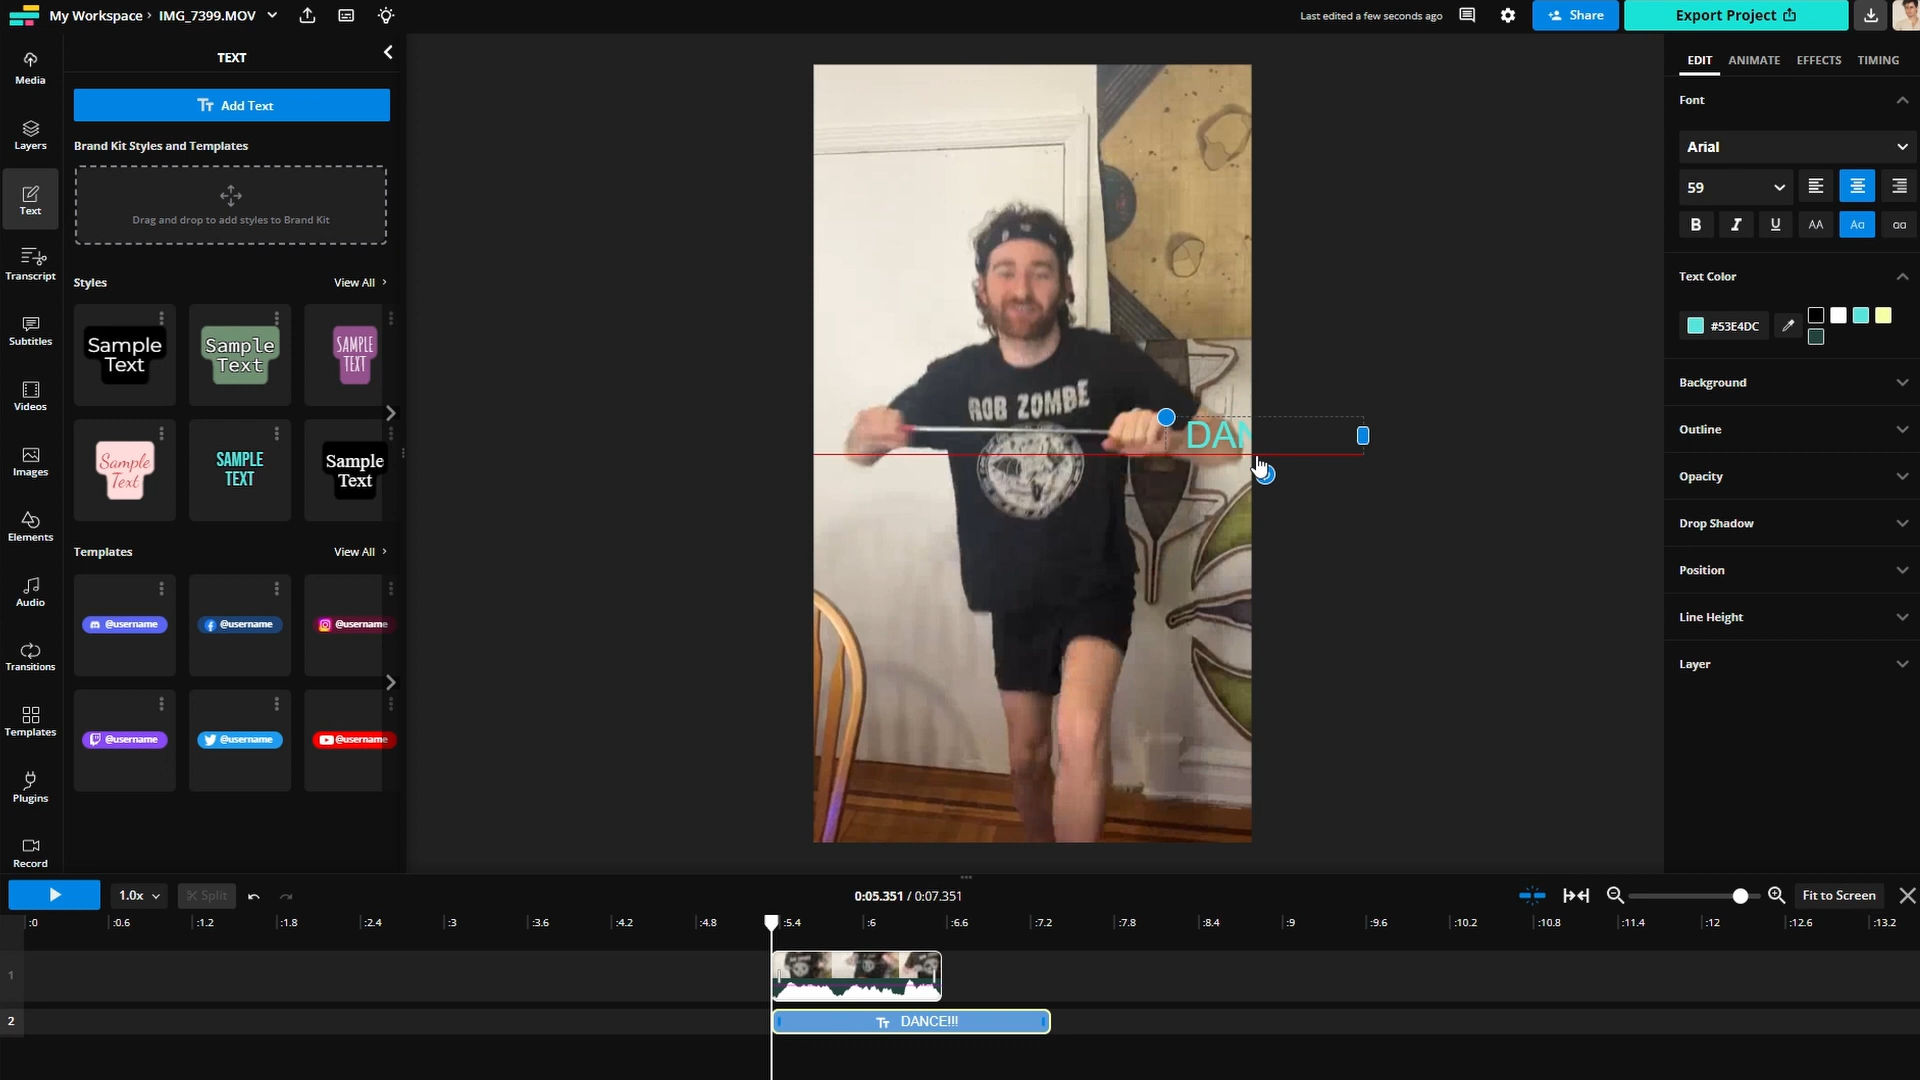 My Workspace › IMG_7399.MOV
Last edited a few seconds ago
Share
Export Project
Media
Layers
Text
Transcript
Subtitles
Videos
Images
Elements
Audio
Transitions
Templates
Plugins
Record
TEXT
Add Text
Brand Kit Styles and Templates
Drag and drop to add styles to Brand Kit
Styles
View All ›
Sample
Text
Sample
Text
SAMPLE
TEXT
Sample
Text
SAMPLE
TEXT
Sample
Text
Templates
View All ›
@username
@username
@username
@username
@username
@username
ROB ZOMBE
DAN
EDIT
ANIMATE
EFFECTS
TIMING
Font
Arial
59
B
I
U
AA
Aa
aa
Text Color
#53E4DC
Background
Outline
Opacity
Drop Shadow
Position
Line Height
Layer
1.0x
Split
0:05.351 / 0:07.351
Fit to Screen
:0
:0.6
:1.2
:1.8
:2.4
:3
:3.6
:4.2
:4.8
:5.4
:6
:6.6
:7.2
:7.8
:8.4
:9
:9.6
:10.2
:10.8
:11.4
:12
:12.6
:13.2
1
2
Tт DANCE!!!